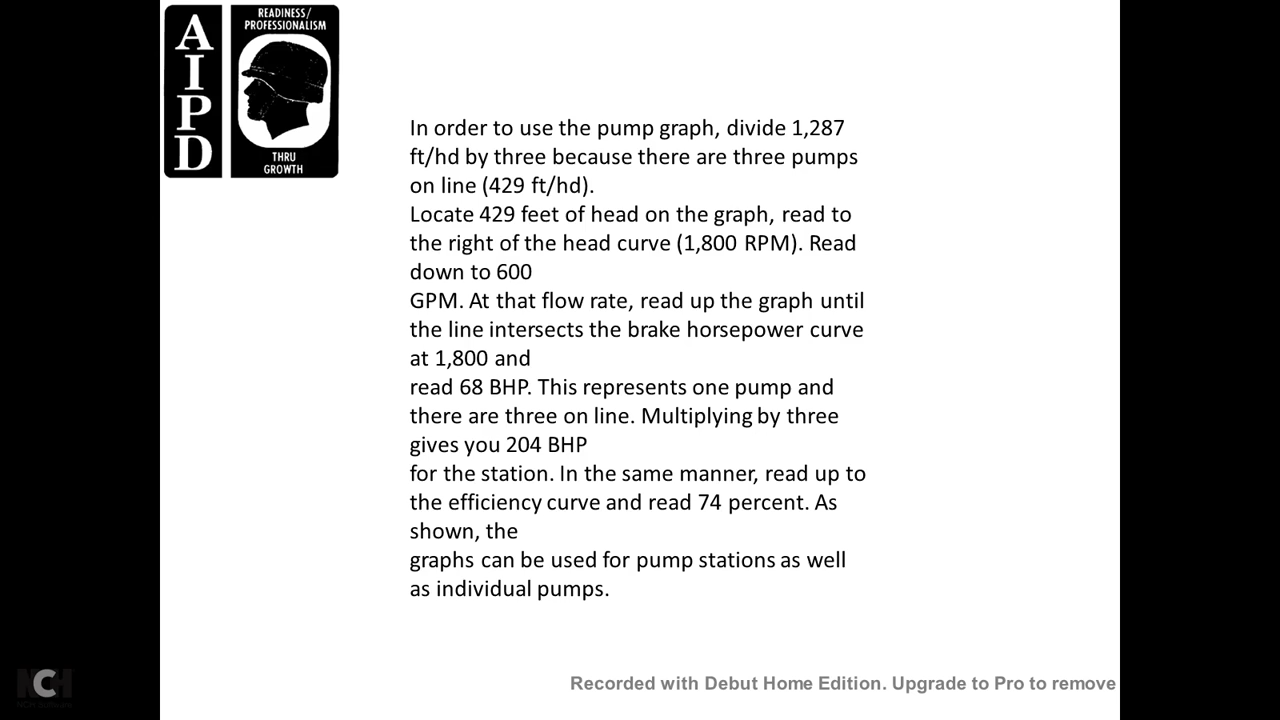 READINESS/
PROFESSIONALISM
AIPD
THRU
GROWTH
In order to use the pump graph, divide 1,287
ft/hd by three because there are three pumps
on line (429 ft/hd).
Locate 429 feet of head on the graph, read to
the right of the head curve (1,800 RPM). Read
down to 600
GPM. At that flow rate, read up the graph until
the line intersects the brake horsepower curve
at 1,800 and
read 68 BHP. This represents one pump and
there are three on line. Multiplying by three
gives you 204 BHP
for the station. In the same manner, read up to
the efficiency curve and read 74 percent. As
shown, the
graphs can be used for pump stations as well
as individual pumps.
NCH
NCH Software
Recorded with Debut Home Edition. Upgrade to Pro to remove